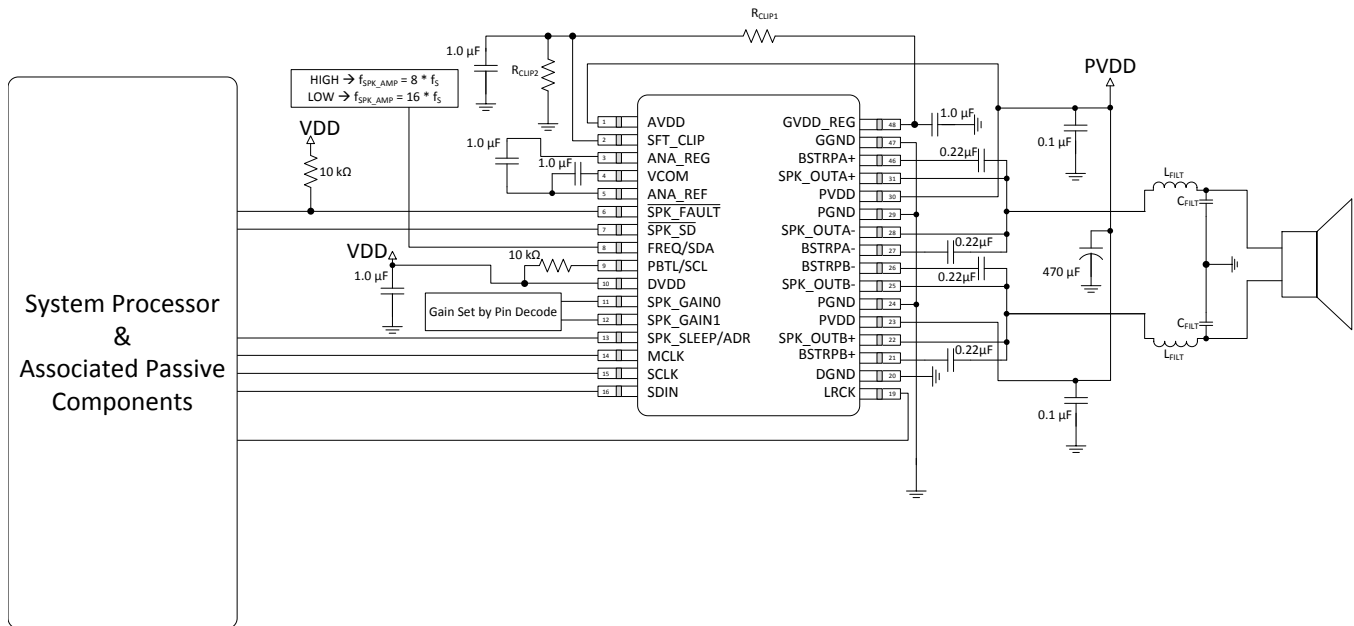 System Processor
&
Associated Passive
Components
HIGH → fSPK_AMP = 8 * fS
LOW → fSPK_AMP = 16 * fS
VDD
10 kΩ
1.0 µF
RCLIP2
RCLIP1
1.0 µF
1.0 µF
VDD
1.0 µF
10 kΩ
Gain Set by Pin Decode
1 AVDD
2 SFT_CLIP
3 ANA_REG
4 VCOM
5 ANA_REF
6 SPK_FAULT
7 SPK_SD
8 FREQ/SDA
9 PBTL/SCL
10 DVDD
11 SPK_GAIN0
12 SPK_GAIN1
13 SPK_SLEEP/ADR
14 MCLK
15 SCLK
16 SDIN
GVDD_REG 48
GGND 47
BSTRPA+ 46
SPK_OUTA+ 31
PVDD 30
PGND 29
SPK_OUTA- 28
BSTRPA- 27
BSTRPB- 26
SPK_OUTB- 25
PGND 24
PVDD 23
SPK_OUTB+ 22
BSTRPB+ 21
DGND 20
LRCK 19
1.0 µF
0.22µF
0.22µF
0.22µF
0.22µF
PVDD
0.1 µF
470 µF
0.1 µF
LFILT
CFILT
CFILT
LFILT